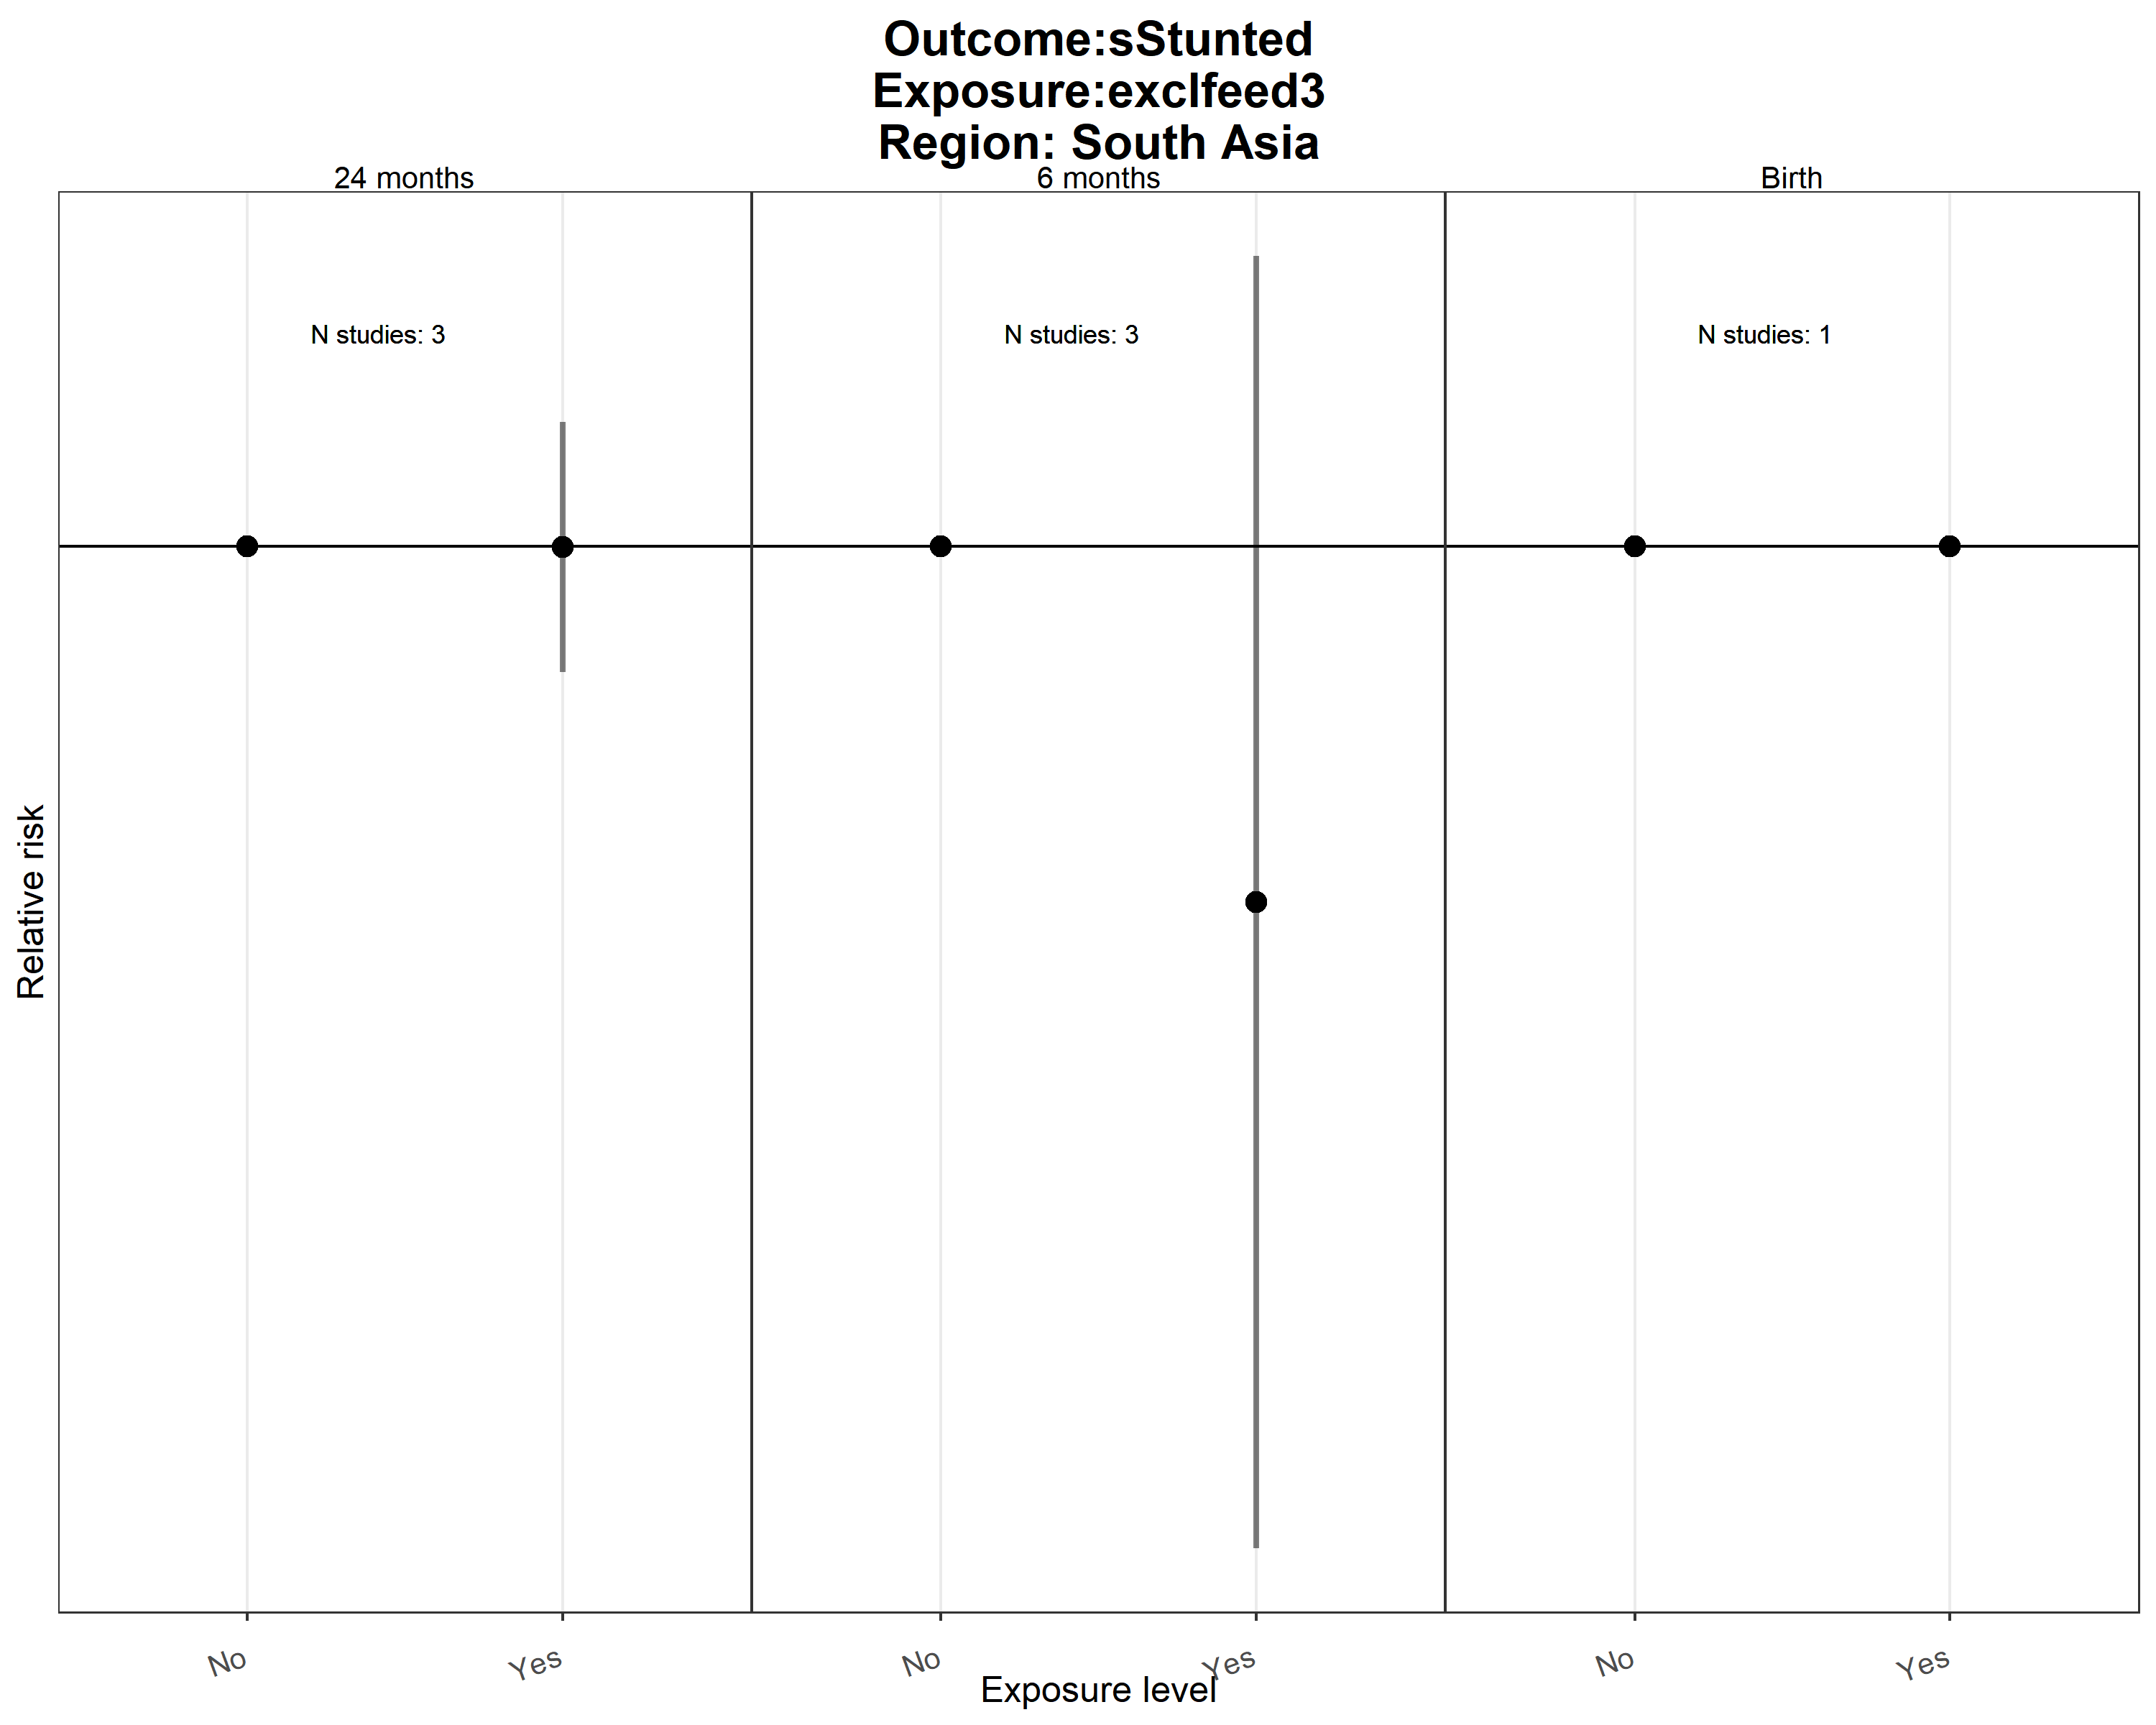 Outcome:sStunted
Exposure:exclfeed3
Region: South Asia
24 months
6 months
Birth
N studies: 3
N studies: 3
N studies: 1
Relative risk
No
Yes
No
Yes
No
Yes
Exposure level